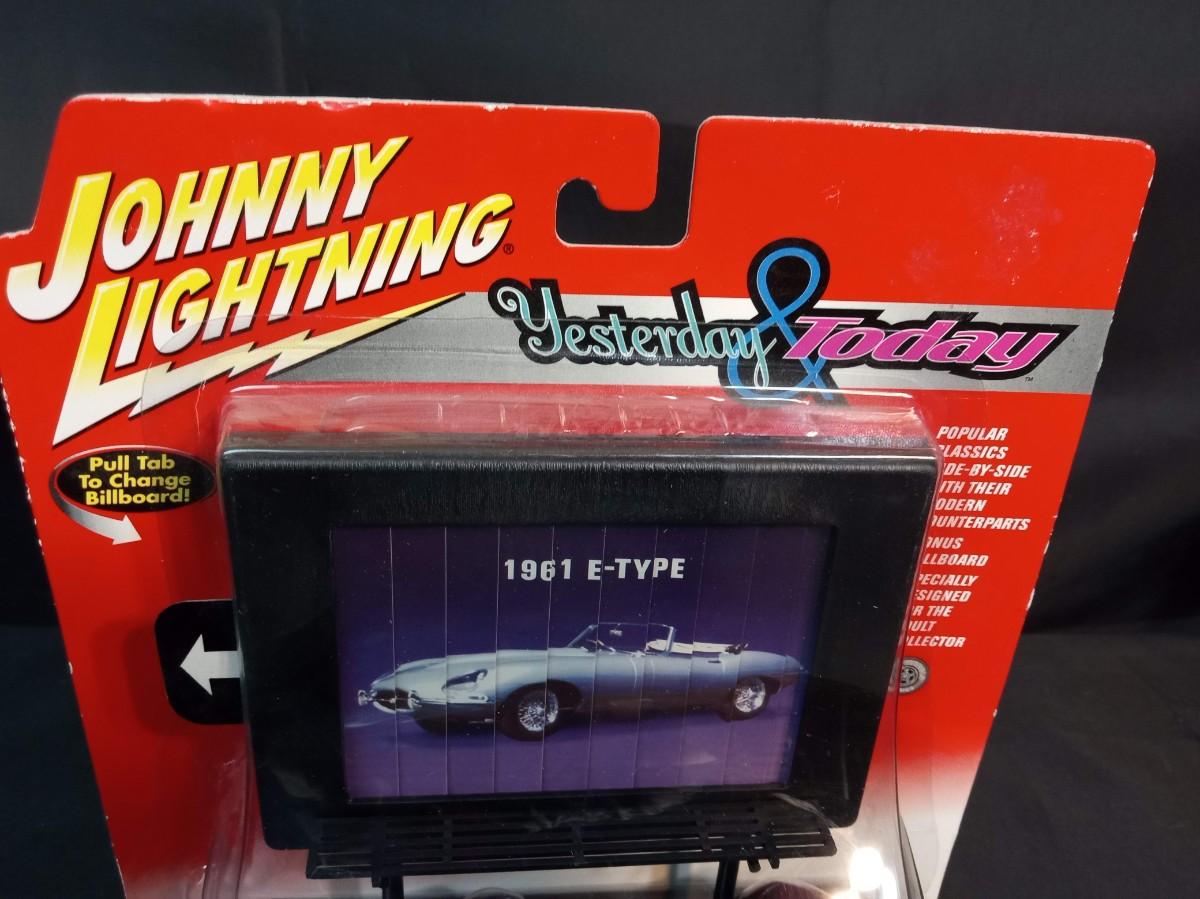 JOHNNY
LIGHTNING®
Yesterday & Today™
Pull Tab
To Change
Billboard!
1961 E-TYPE
POPULAR
CLASSICS
DE-BY-SIDE
ITH THEIR
ODERN
OUNTERPARTS
ONUS
LLBOARD
PECIALLY
ESIGNED
R THE
DULT
OLLECTOR